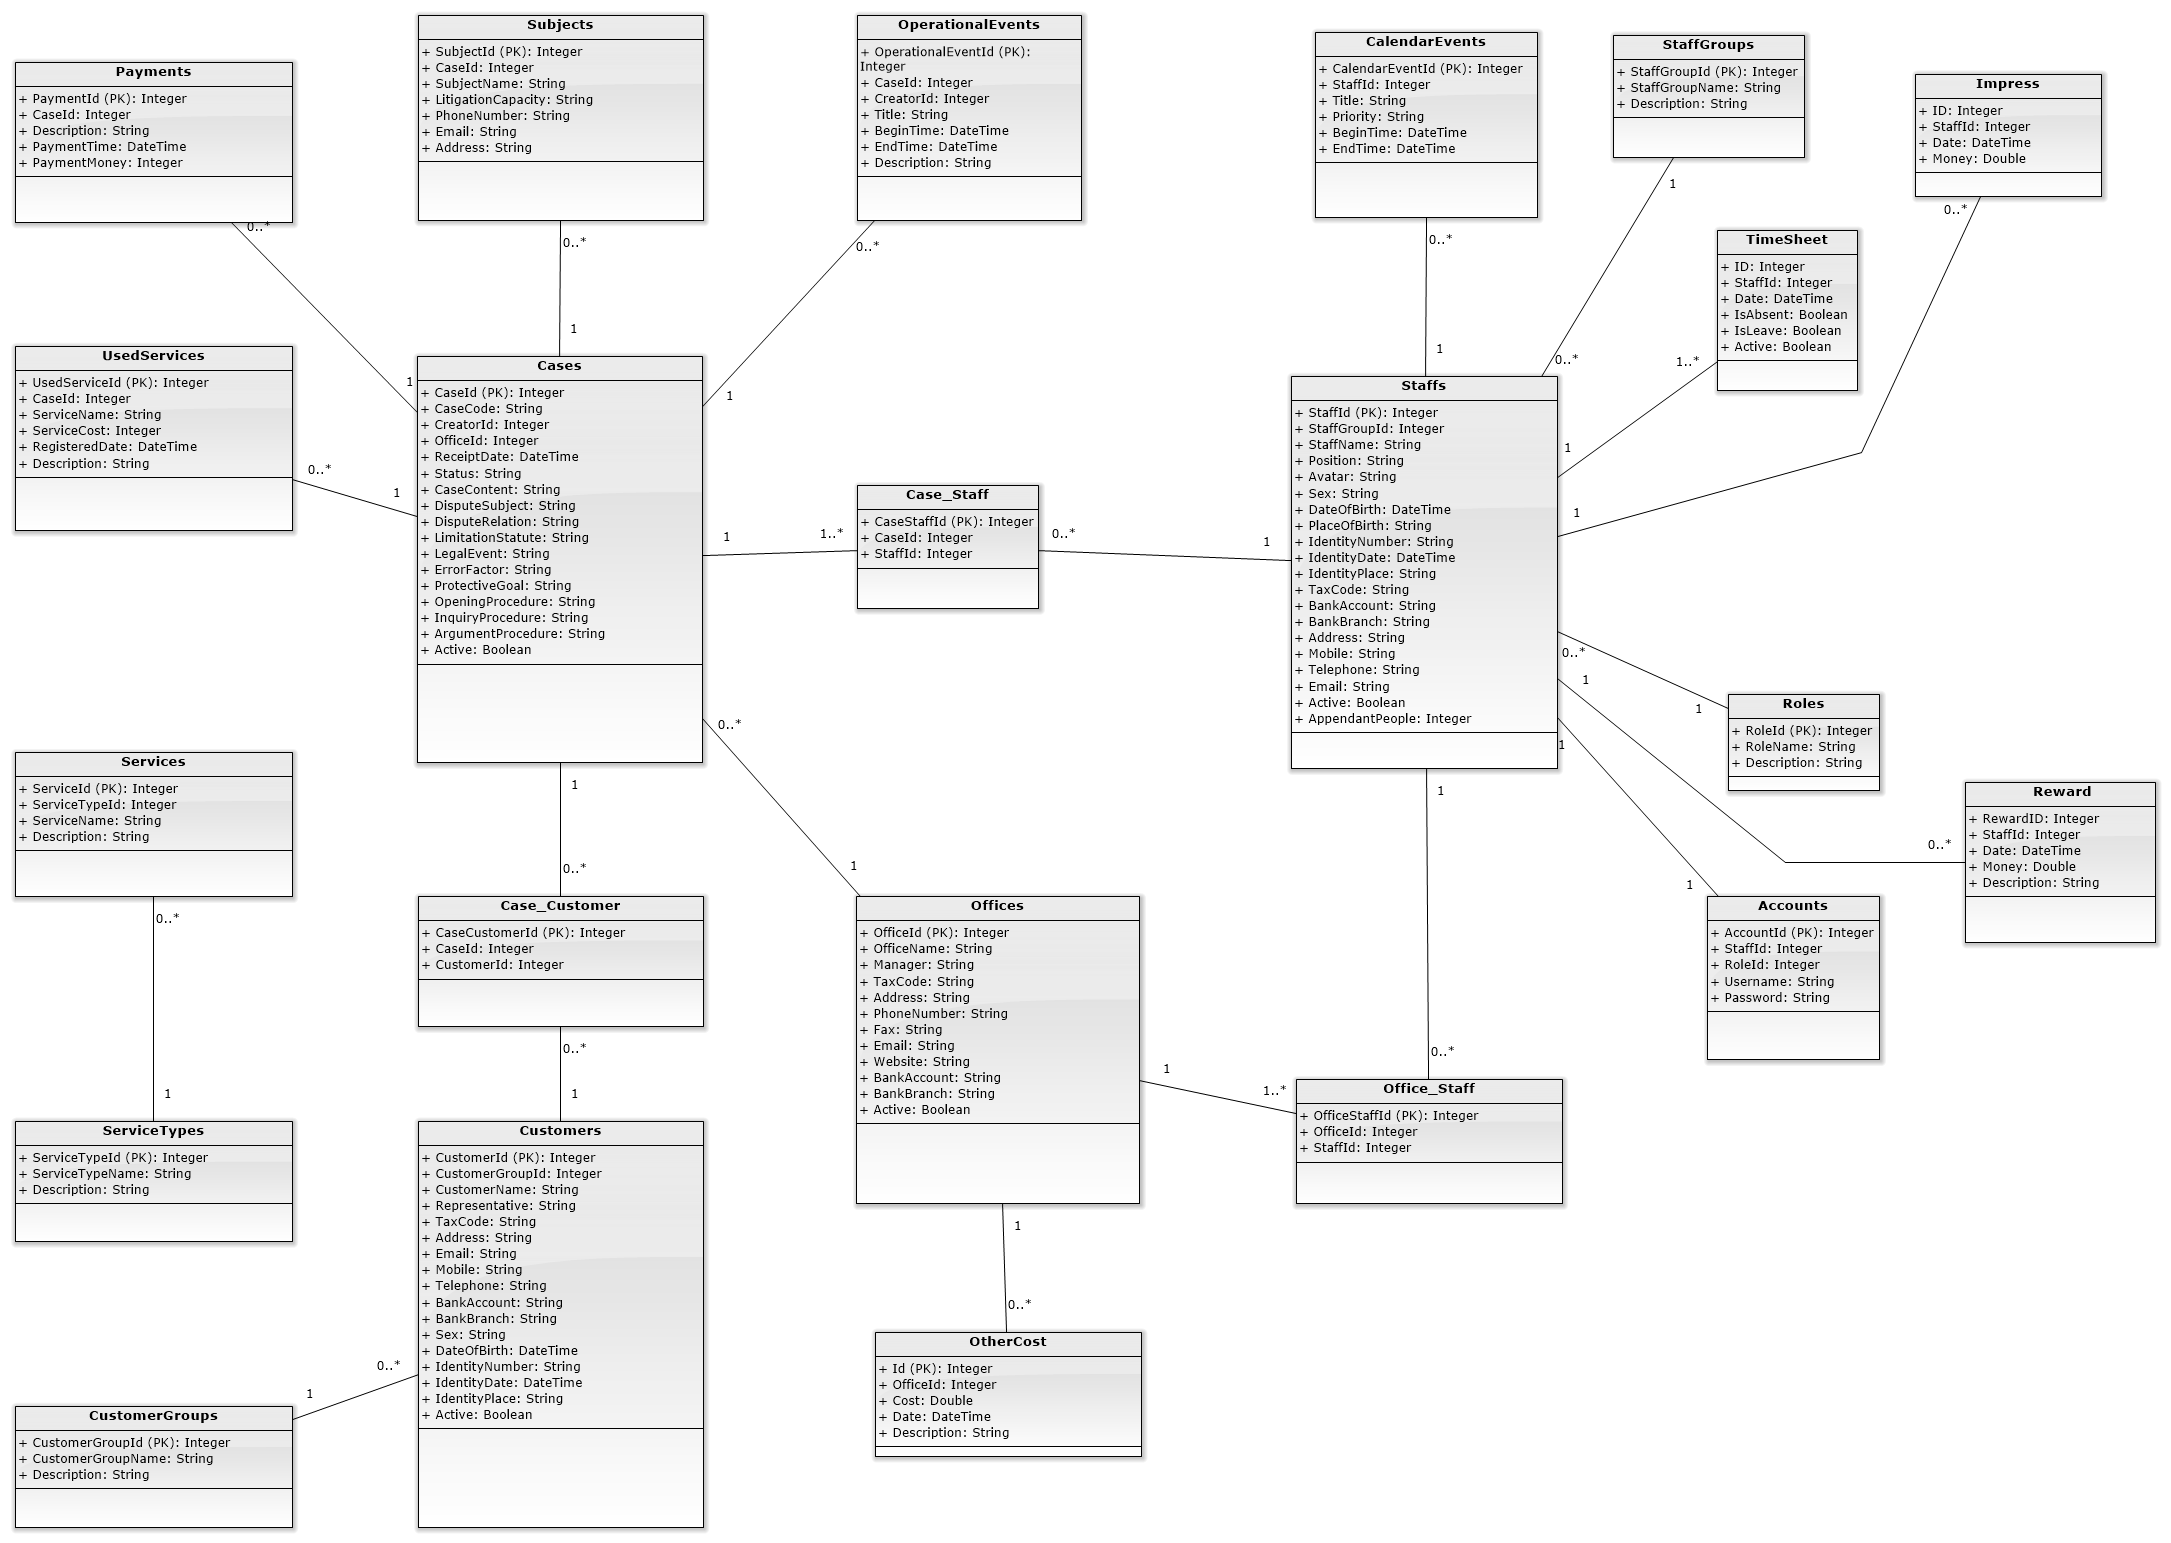 Payments
+ PaymentId (PK): Integer
+ CaseId: Integer
+ Description: String
+ PaymentTime: DateTime
+ PaymentMoney: Integer
0..*
1
Subjects
+ SubjectId (PK): Integer
+ CaseId: Integer
+ SubjectName: String
+ LitigationCapacity: String
+ PhoneNumber: String
+ Email: String
+ Address: String
0..*
1
OperationalEvents
+ OperationalEventId (PK):
Integer
+ CaseId: Integer
+ CreatorId: Integer
+ Title: String
+ BeginTime: DateTime
+ EndTime: DateTime
+ Description: String
0..*
1
CalendarEvents
+ CalendarEventId (PK): Integer
+ StaffId: Integer
+ Title: String
+ Priority: String
+ BeginTime: DateTime
+ EndTime: DateTime
0..*
1
StaffGroups
+ StaffGroupId (PK): Integer
+ StaffGroupName: String
+ Description: String
1
0..*
Impress
+ ID: Integer
+ StaffId: Integer
+ Date: DateTime
+ Money: Double
0..*
1
TimeSheet
+ ID: Integer
+ StaffId: Integer
+ Date: DateTime
+ IsAbsent: Boolean
+ IsLeave: Boolean
+ Active: Boolean
1..*
1
UsedServices
+ UsedServiceId (PK): Integer
+ CaseId: Integer
+ ServiceName: String
+ ServiceCost: Integer
+ RegisteredDate: DateTime
+ Description: String
0..*
1
Cases
+ CaseId (PK): Integer
+ CaseCode: String
+ CreatorId: Integer
+ OfficeId: Integer
+ ReceiptDate: DateTime
+ Status: String
+ CaseContent: String
+ DisputeSubject: String
+ DisputeRelation: String
+ LimitationStatute: String
+ LegalEvent: String
+ ErrorFactor: String
+ ProtectiveGoal: String
+ OpeningProcedure: String
+ InquiryProcedure: String
+ ArgumentProcedure: String
+ Active: Boolean
1
1..*
Case_Staff
+ CaseStaffId (PK): Integer
+ CaseId: Integer
+ StaffId: Integer
0..*
1
Staffs
+ StaffId (PK): Integer
+ StaffGroupId: Integer
+ StaffName: String
+ Position: String
+ Avatar: String
+ Sex: String
+ DateOfBirth: DateTime
+ PlaceOfBirth: String
+ IdentityNumber: String
+ IdentityDate: DateTime
+ IdentityPlace: String
+ TaxCode: String
+ BankAccount: String
+ BankBranch: String
+ Address: String
+ Mobile: String
+ Telephone: String
+ Email: String
+ Active: Boolean
+ AppendantPeople: Integer
0..*
1
Roles
+ RoleId (PK): Integer
+ RoleName: String
+ Description: String
1
0..*
Reward
+ RewardID: Integer
+ StaffId: Integer
+ Date: DateTime
+ Money: Double
+ Description: String
1
1
Accounts
+ AccountId (PK): Integer
+ StaffId: Integer
+ RoleId: Integer
+ Username: String
+ Password: String
Services
+ ServiceId (PK): Integer
+ ServiceTypeId: Integer
+ ServiceName: String
+ Description: String
0..*
1
ServiceTypes
+ ServiceTypeId (PK): Integer
+ ServiceTypeName: String
+ Description: String
1
0..*
Case_Customer
+ CaseCustomerId (PK): Integer
+ CaseId: Integer
+ CustomerId: Integer
0..*
1
Customers
+ CustomerId (PK): Integer
+ CustomerGroupId: Integer
+ CustomerName: String
+ Representative: String
+ TaxCode: String
+ Address: String
+ Email: String
+ Mobile: String
+ Telephone: String
+ BankAccount: String
+ BankBranch: String
+ Sex: String
+ DateOfBirth: DateTime
+ IdentityNumber: String
+ IdentityDate: DateTime
+ IdentityPlace: String
+ Active: Boolean
0..*
1
CustomerGroups
+ CustomerGroupId (PK): Integer
+ CustomerGroupName: String
+ Description: String
0..*
1
Offices
+ OfficeId (PK): Integer
+ OfficeName: String
+ Manager: String
+ TaxCode: String
+ Address: String
+ PhoneNumber: String
+ Fax: String
+ Email: String
+ Website: String
+ BankAccount: String
+ BankBranch: String
+ Active: Boolean
1
1..*
1
0..*
Office_Staff
+ OfficeStaffId (PK): Integer
+ OfficeId: Integer
+ StaffId: Integer
1
0..*
OtherCost
+ Id (PK): Integer
+ OfficeId: Integer
+ Cost: Double
+ Date: DateTime
+ Description: String